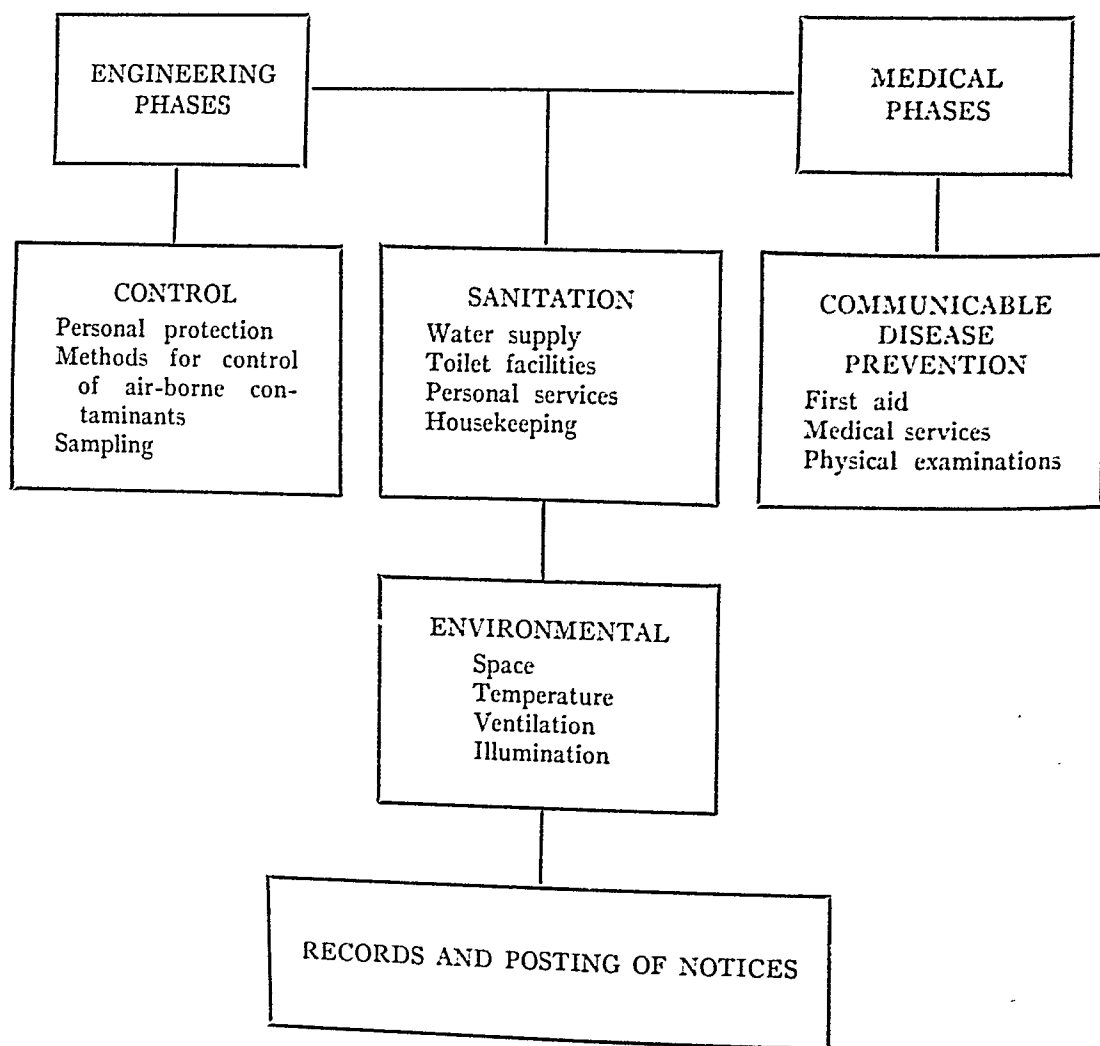 ENGINEERING
PHASES
MEDICAL
PHASES
CONTROL
Personal protection
Methods for control
of air-borne con-
taminants
Sampling
SANITATION
Water supply
Toilet facilities
Personal services
Housekeeping
COMMUNICABLE
DISEASE
PREVENTION
First aid
Medical services
Physical examinations
ENVIRONMENTAL
Space
Temperature
Ventilation
Illumination
RECORDS AND POSTING OF NOTICES